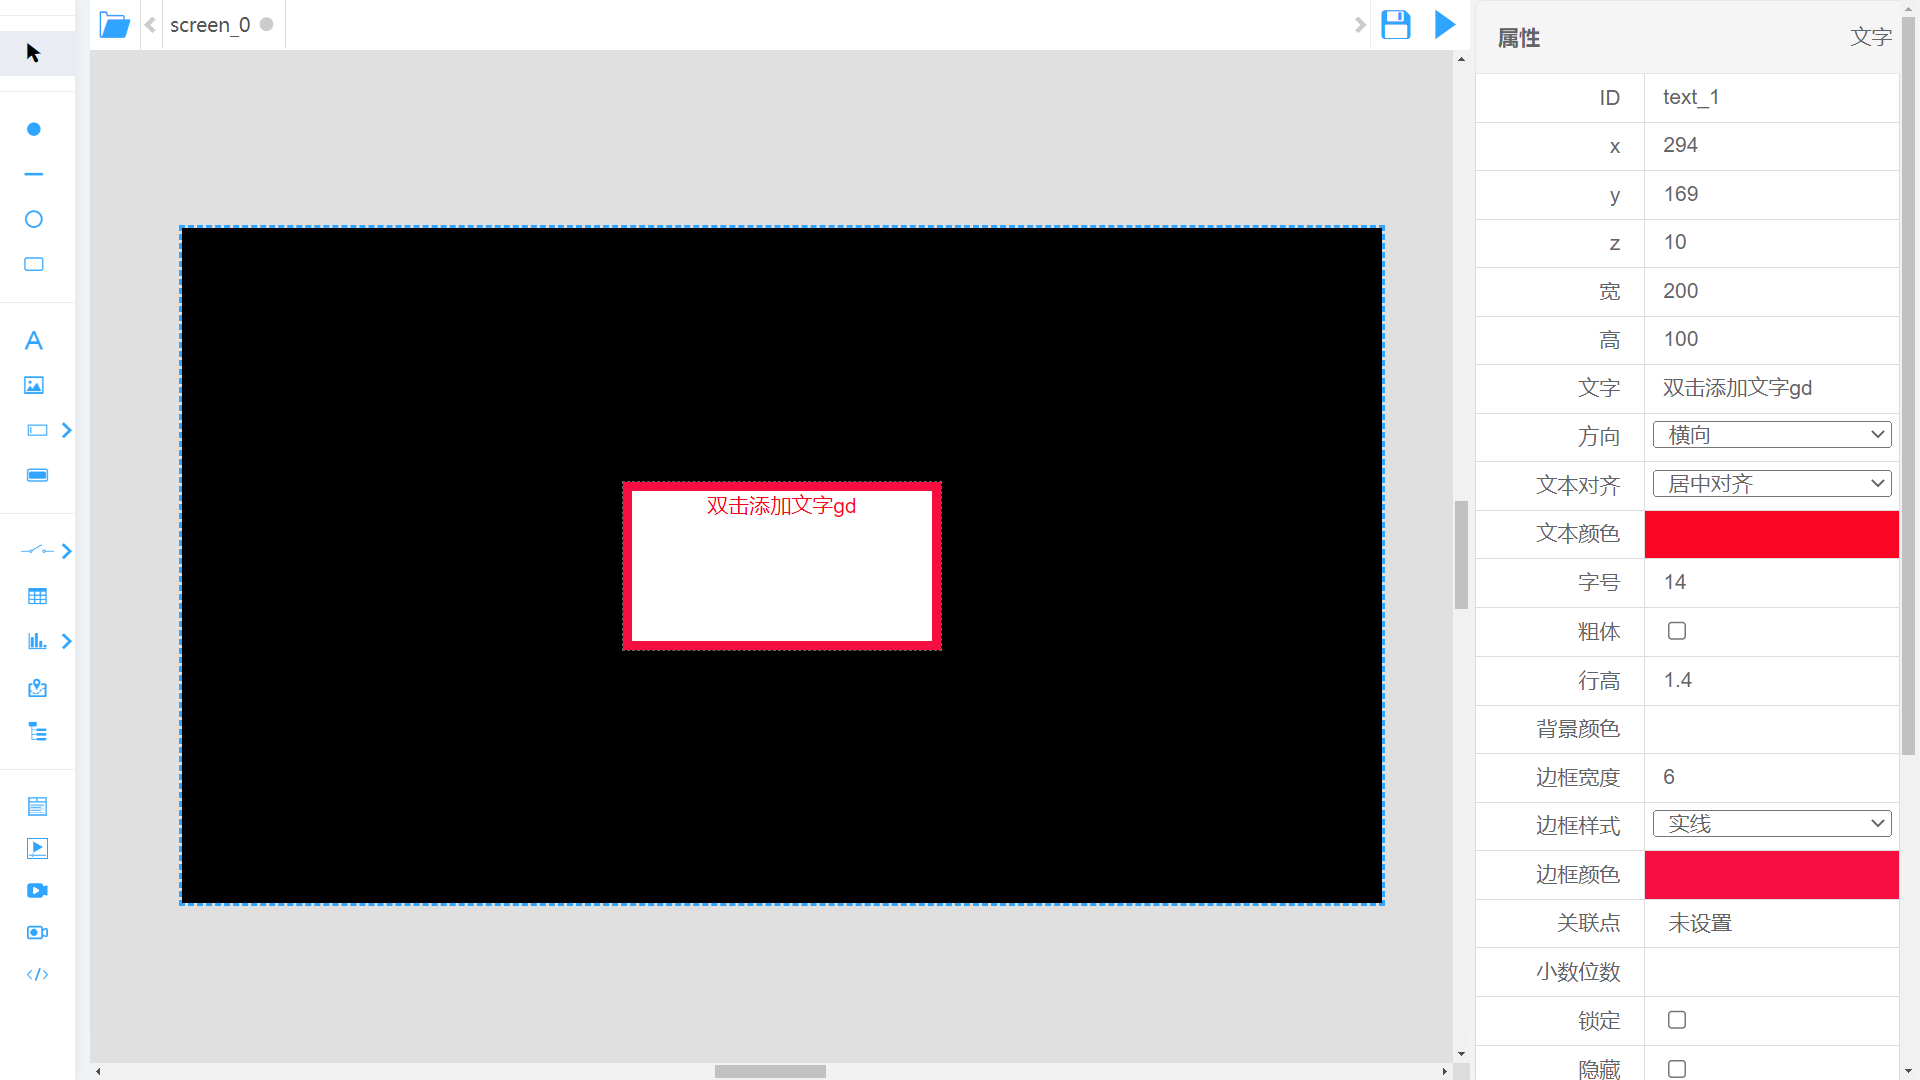 screen_0
属性
文字
ID
text_1
x
294
y
169
z
10
宽
200
高
100
文字
双击添加文字gd
方向
横向
文本对齐
居中对齐
文本颜色
字号
14
粗体
行高
1.4
背景颜色
边框宽度
6
边框样式
实线
边框颜色
关联点
未设置
小数位数
锁定
隐藏
双击添加文字gd